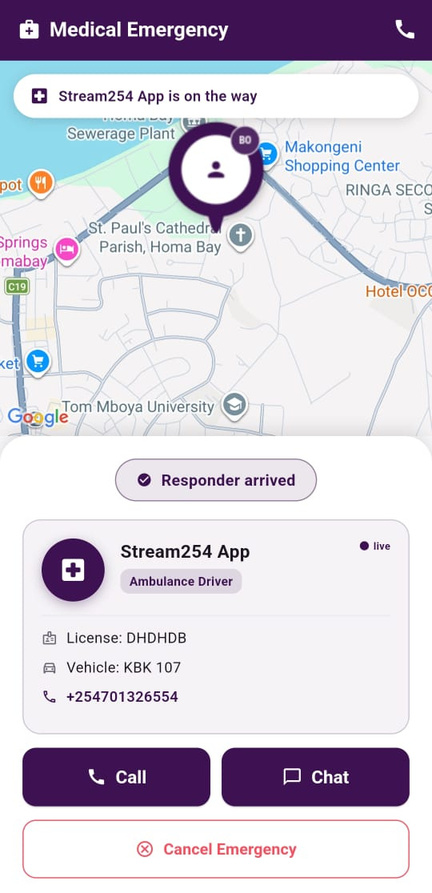 Medical Emergency
Stream254 App is on the way
Homa Bay
Sewerage Plant
BO
Makongeni
Shopping Center
RINGA SECO
S
pot
St. Paul's Cathedral
Parish, Homa Bay
Springs
mabay
C19
Hotel OCC
ket
Google
Tom Mboya University
Responder arrived
Stream254 App
live
Ambulance Driver
License: DHDHDB
Vehicle: KBK 107
+254701326554
Call
Chat
Cancel Emergency